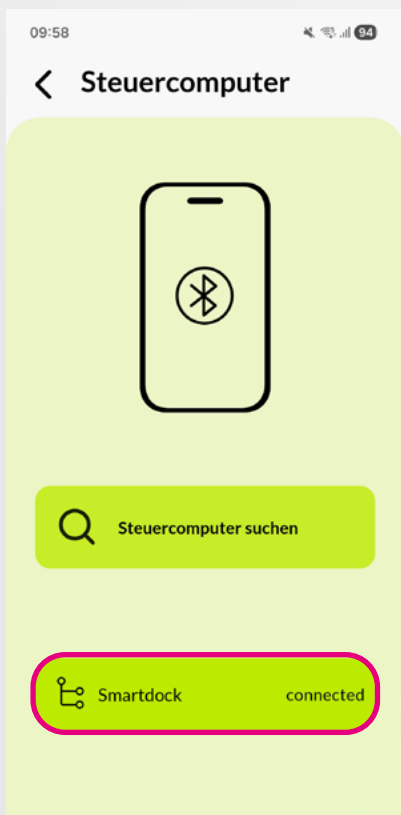 09:58
94
Steuercomputer
Steuercomputer suchen
Smartdock connected